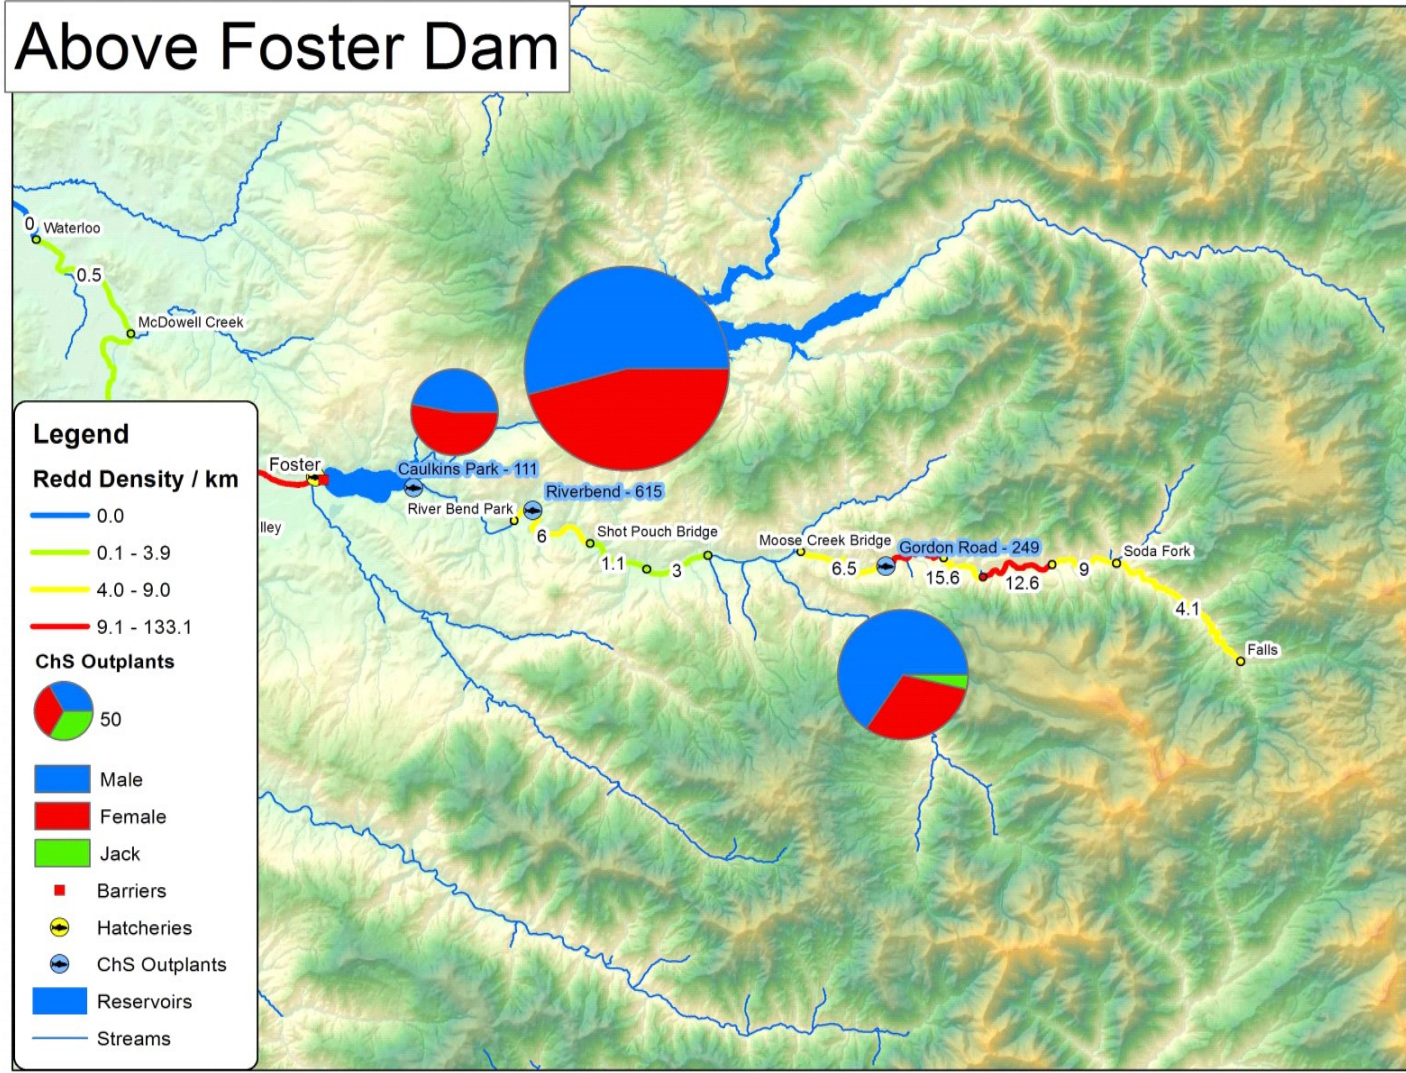 Above Foster Dam
0
Waterloo
0.5
McDowell Creek
Legend
Redd Density / km
0.0
0.1 - 3.9
4.0 - 9.0
9.1 - 133.1
ChS Outplants
50
Male
Female
Jack
Barriers
Hatcheries
ChS Outplants
Reservoirs
Streams
Foster
lley
Caulkins Park - 111
River Bend Park
Riverbend - 615
6
Shot Pouch Bridge
1.1
3
Moose Creek Bridge
6.5
Gordon Road - 249
15.6
12.6
9
Soda Fork
4.1
Falls